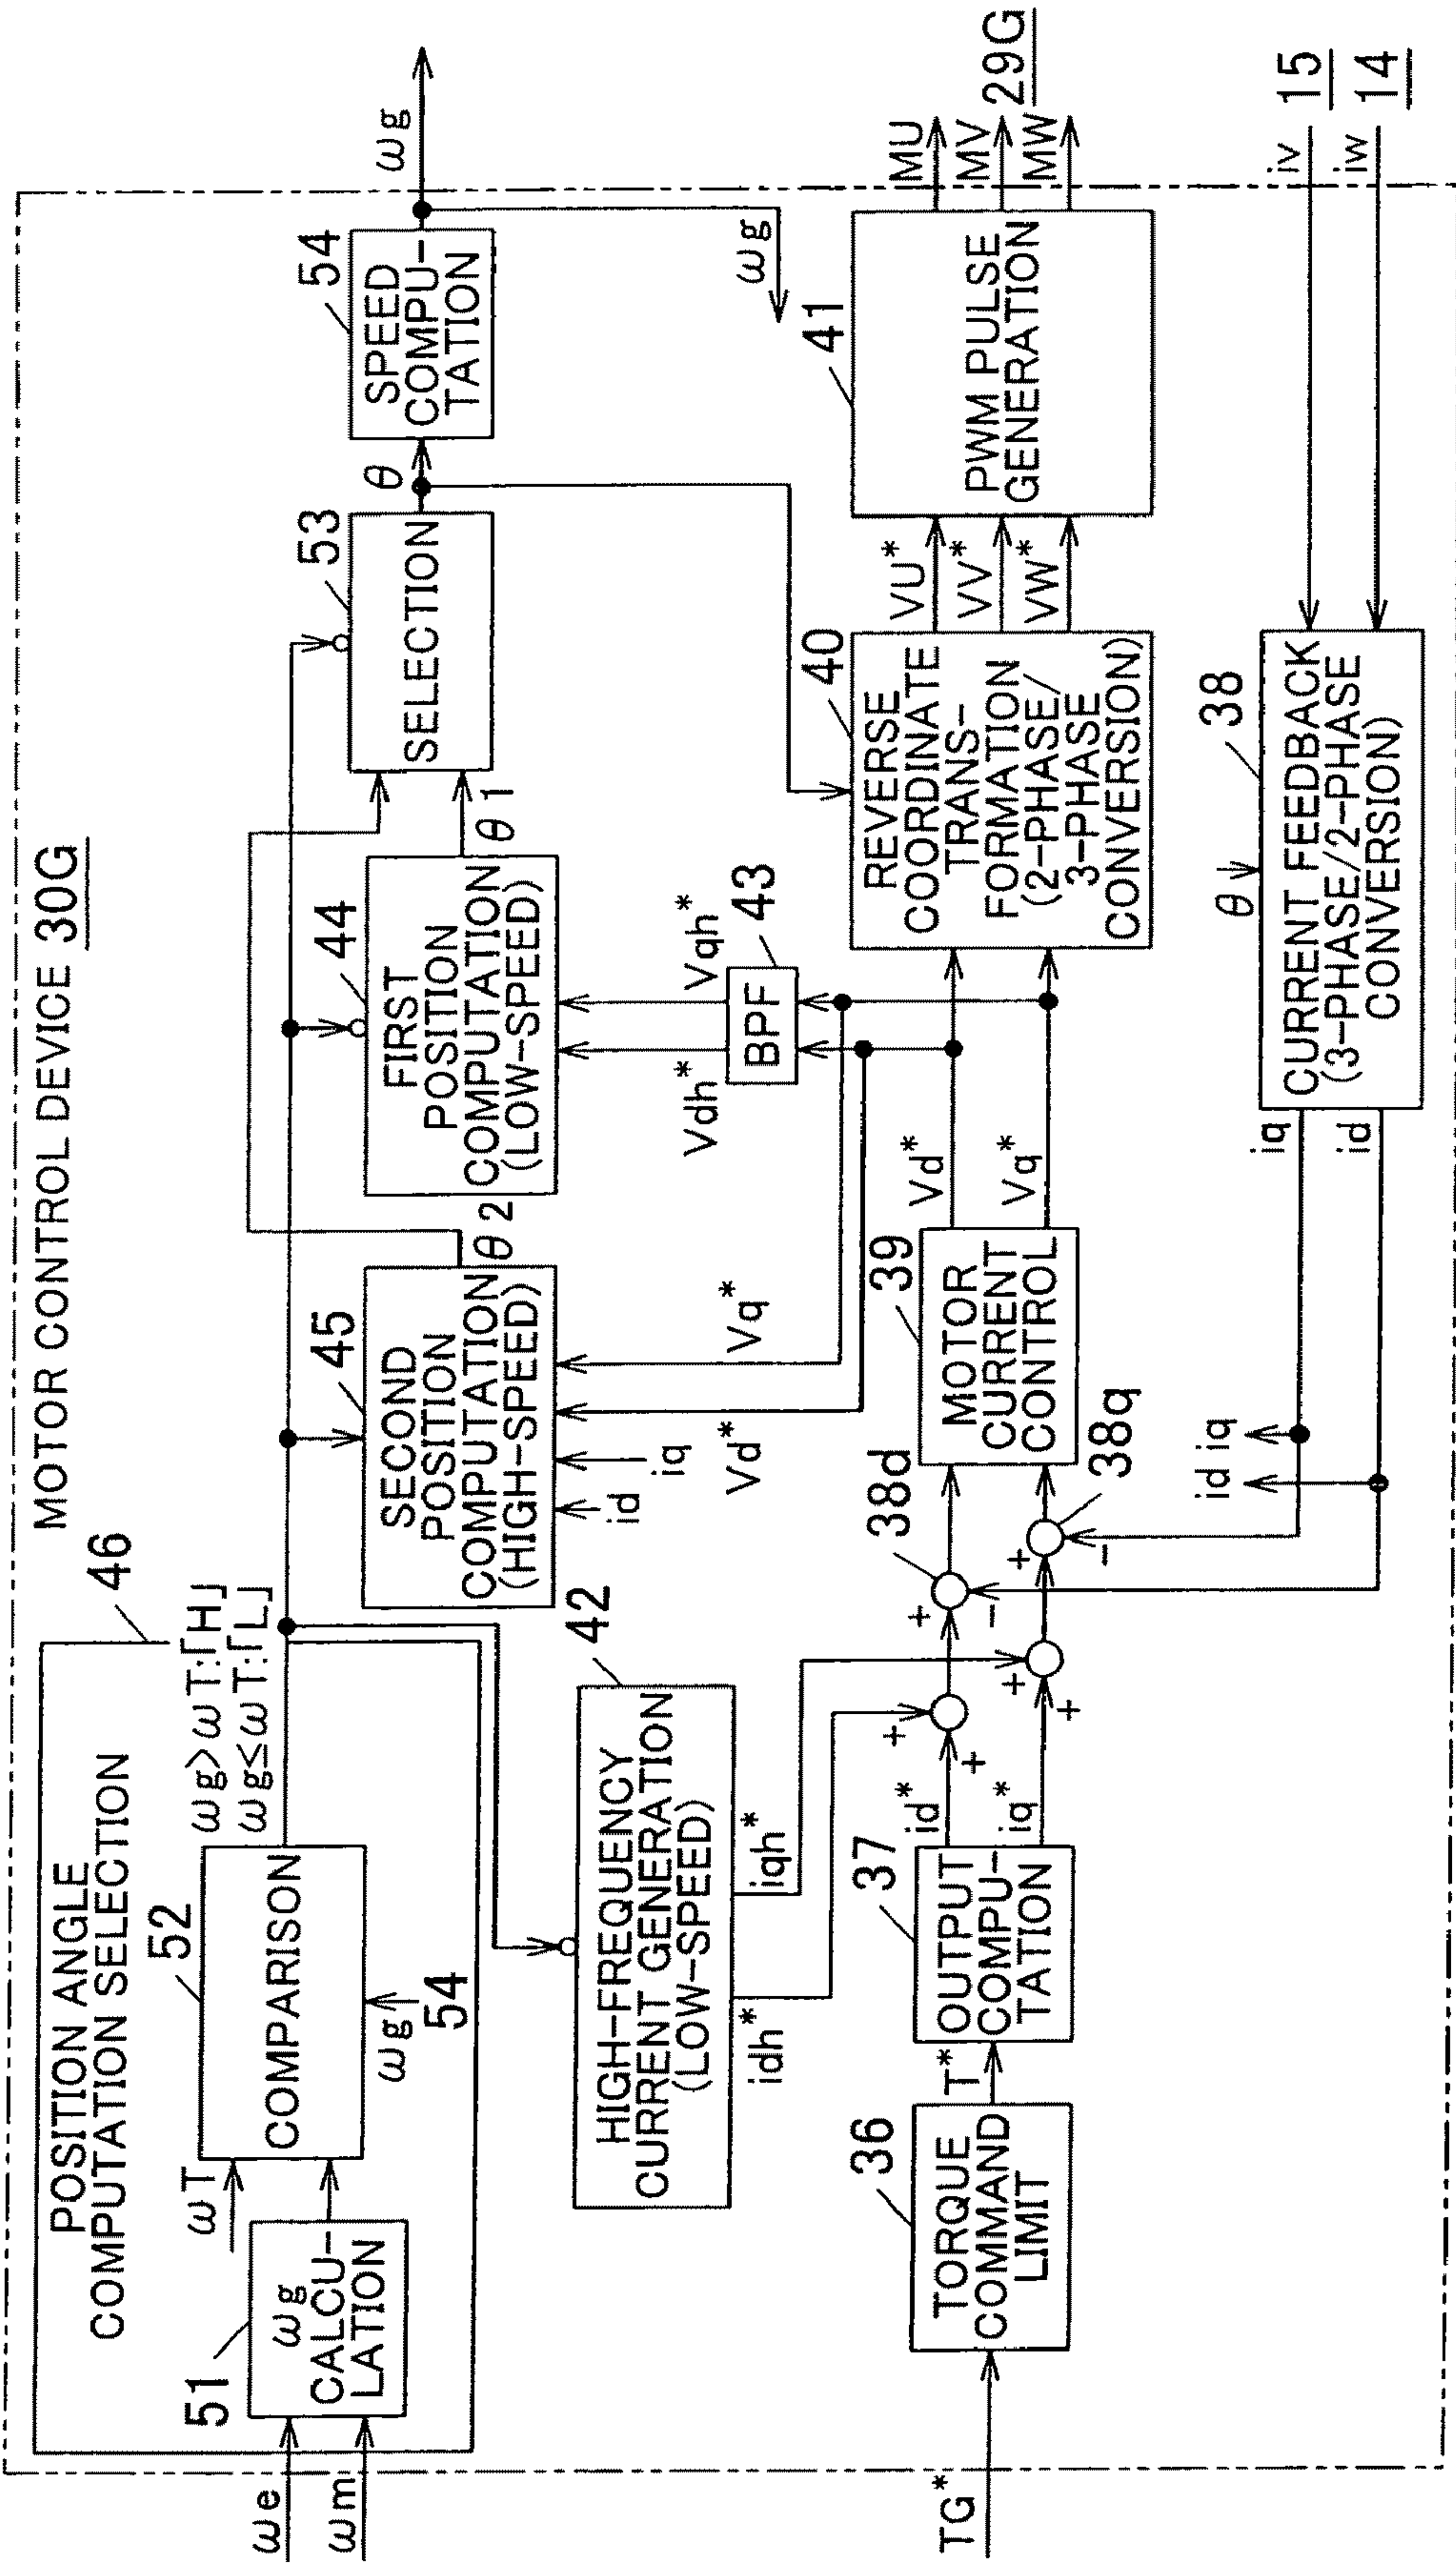 MOTOR CONTROL DEVICE 30G
POSITION ANGLE
COMPUTATION SELECTION
46
ωe
ωm
51
ωg
CALCU-
LATION
ωT
52
COMPARISON
ωg
54
ωg>ωT:「H」
ωg≤ωT:「L」
45
SECOND
POSITION
COMPUTATION
(HIGH-SPEED)
θ2
id
iq
Vd*
Vq*
44
FIRST
POSITION
COMPUTATION
(LOW-SPEED)
θ1
Vdh*
Vqh*
BPF
43
53
SELECTION
θ
54
SPEED
COMPU-
TATION
ωg
ωg
42
HIGH-FREQUENCY
CURRENT GENERATION
(LOW-SPEED)
idh*
iqh*
TG*
36
TORQUE
COMMAND
LIMIT
T*
37
OUTPUT
COMPU-
TATION
id*
iq*
+
+
+
+
38d
+
-
38q
+
-
39
MOTOR
CURRENT
CONTROL
Vd*
Vq*
40
REVERSE
COORDINATE
TRANS-
FORMATION
(2-PHASE/
3-PHASE
CONVERSION)
VU*
VV*
VW*
41
PWM PULSE
GENERATION
MU
MV
MW
29G
id
iq
iq
id
38
θ
CURRENT FEEDBACK
(3-PHASE/2-PHASE
CONVERSION)
iv
15
iw
14